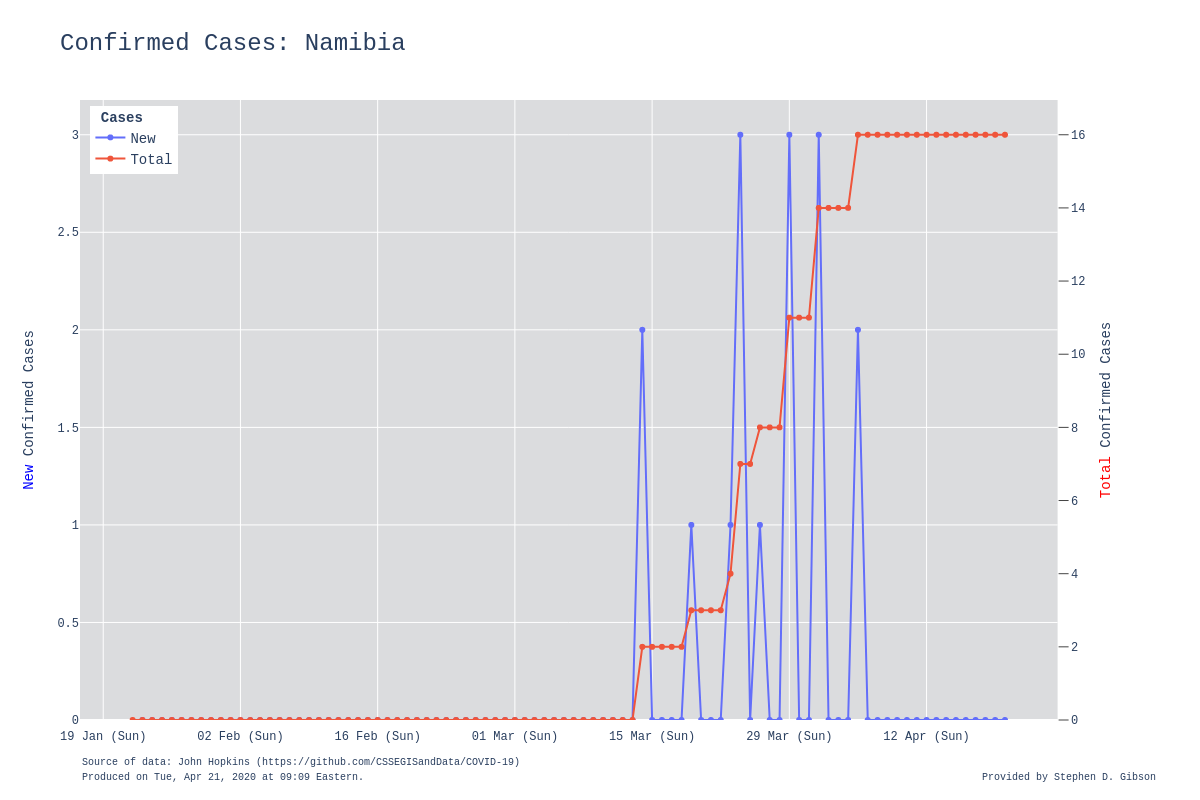 Confirmed Cases: Namibia
Cases
New
Total
3
2.5
2
1.5
1
0.5
0
New Confirmed Cases
16
14
12
10
8
6
4
2
0
Total Confirmed Cases
19 Jan (Sun) 02 Feb (Sun) 16 Feb (Sun) 01 Mar (Sun) 15 Mar (Sun) 29 Mar (Sun) 12 Apr (Sun)
Source of data: John Hopkins (https://github.com/CSSEGISandData/COVID-19)
Produced on Tue, Apr 21, 2020 at 09:09 Eastern.
Provided by Stephen D. Gibson